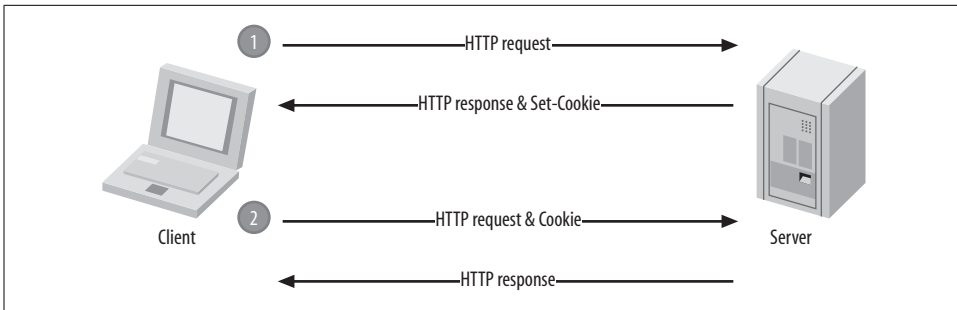 1
HTTP request
HTTP response & Set-Cookie
2
HTTP request & Cookie
Client
Server
HTTP response